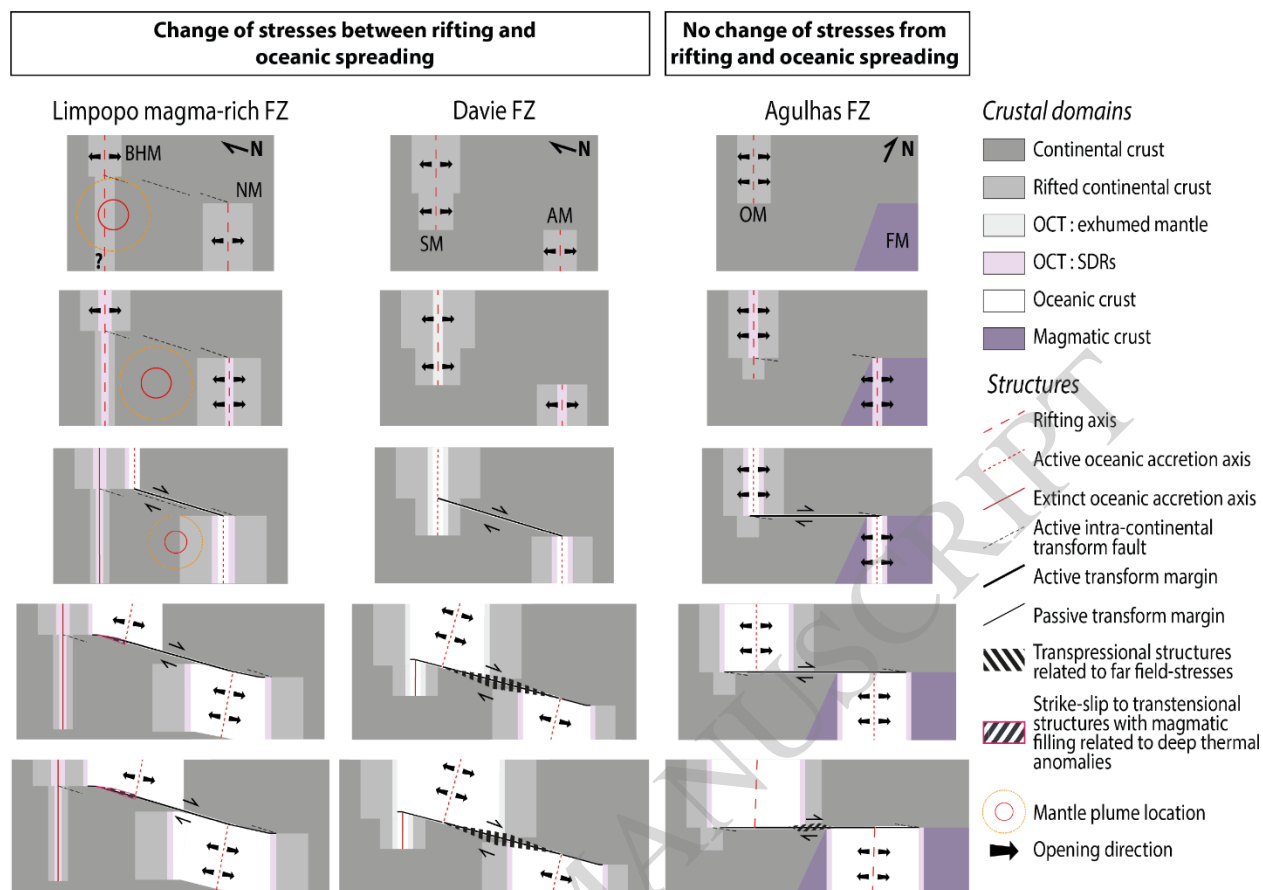 Change of stresses between rifting and
oceanic spreading
No change of stresses from
rifting and oceanic spreading
Limpopo magma-rich FZ
Davie FZ
Agulhas FZ
BHM
N
NM
?
N
SM
AM
N
OM
FM
Crustal domains
Continental crust
Rifted continental crust
OCT : exhumed mantle
OCT : SDRs
Oceanic crust
Magmatic crust
Structures
Rifting axis
Active oceanic accretion axis
Extinct oceanic accretion axis
Active intra-continental
transform fault
Active transform margin
Passive transform margin
Transpressional structures
related to far field-stresses
Strike-slip to transtensional
structures with magmatic
filling related to deep thermal
anomalies
Mantle plume location
Opening direction
MANUSCRIPT